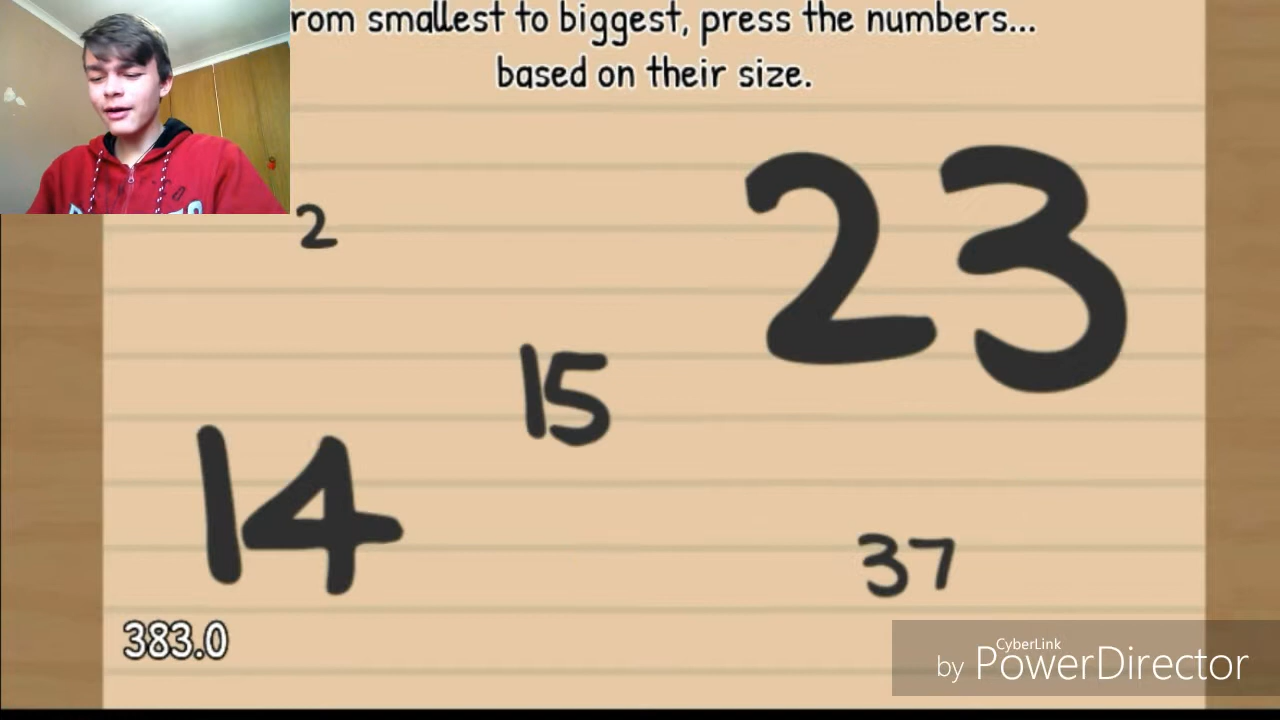 rom smallest to biggest, press the numbers...
based on their size.
2
23
15
14
37
383.0
CyberLink
by PowerDirector